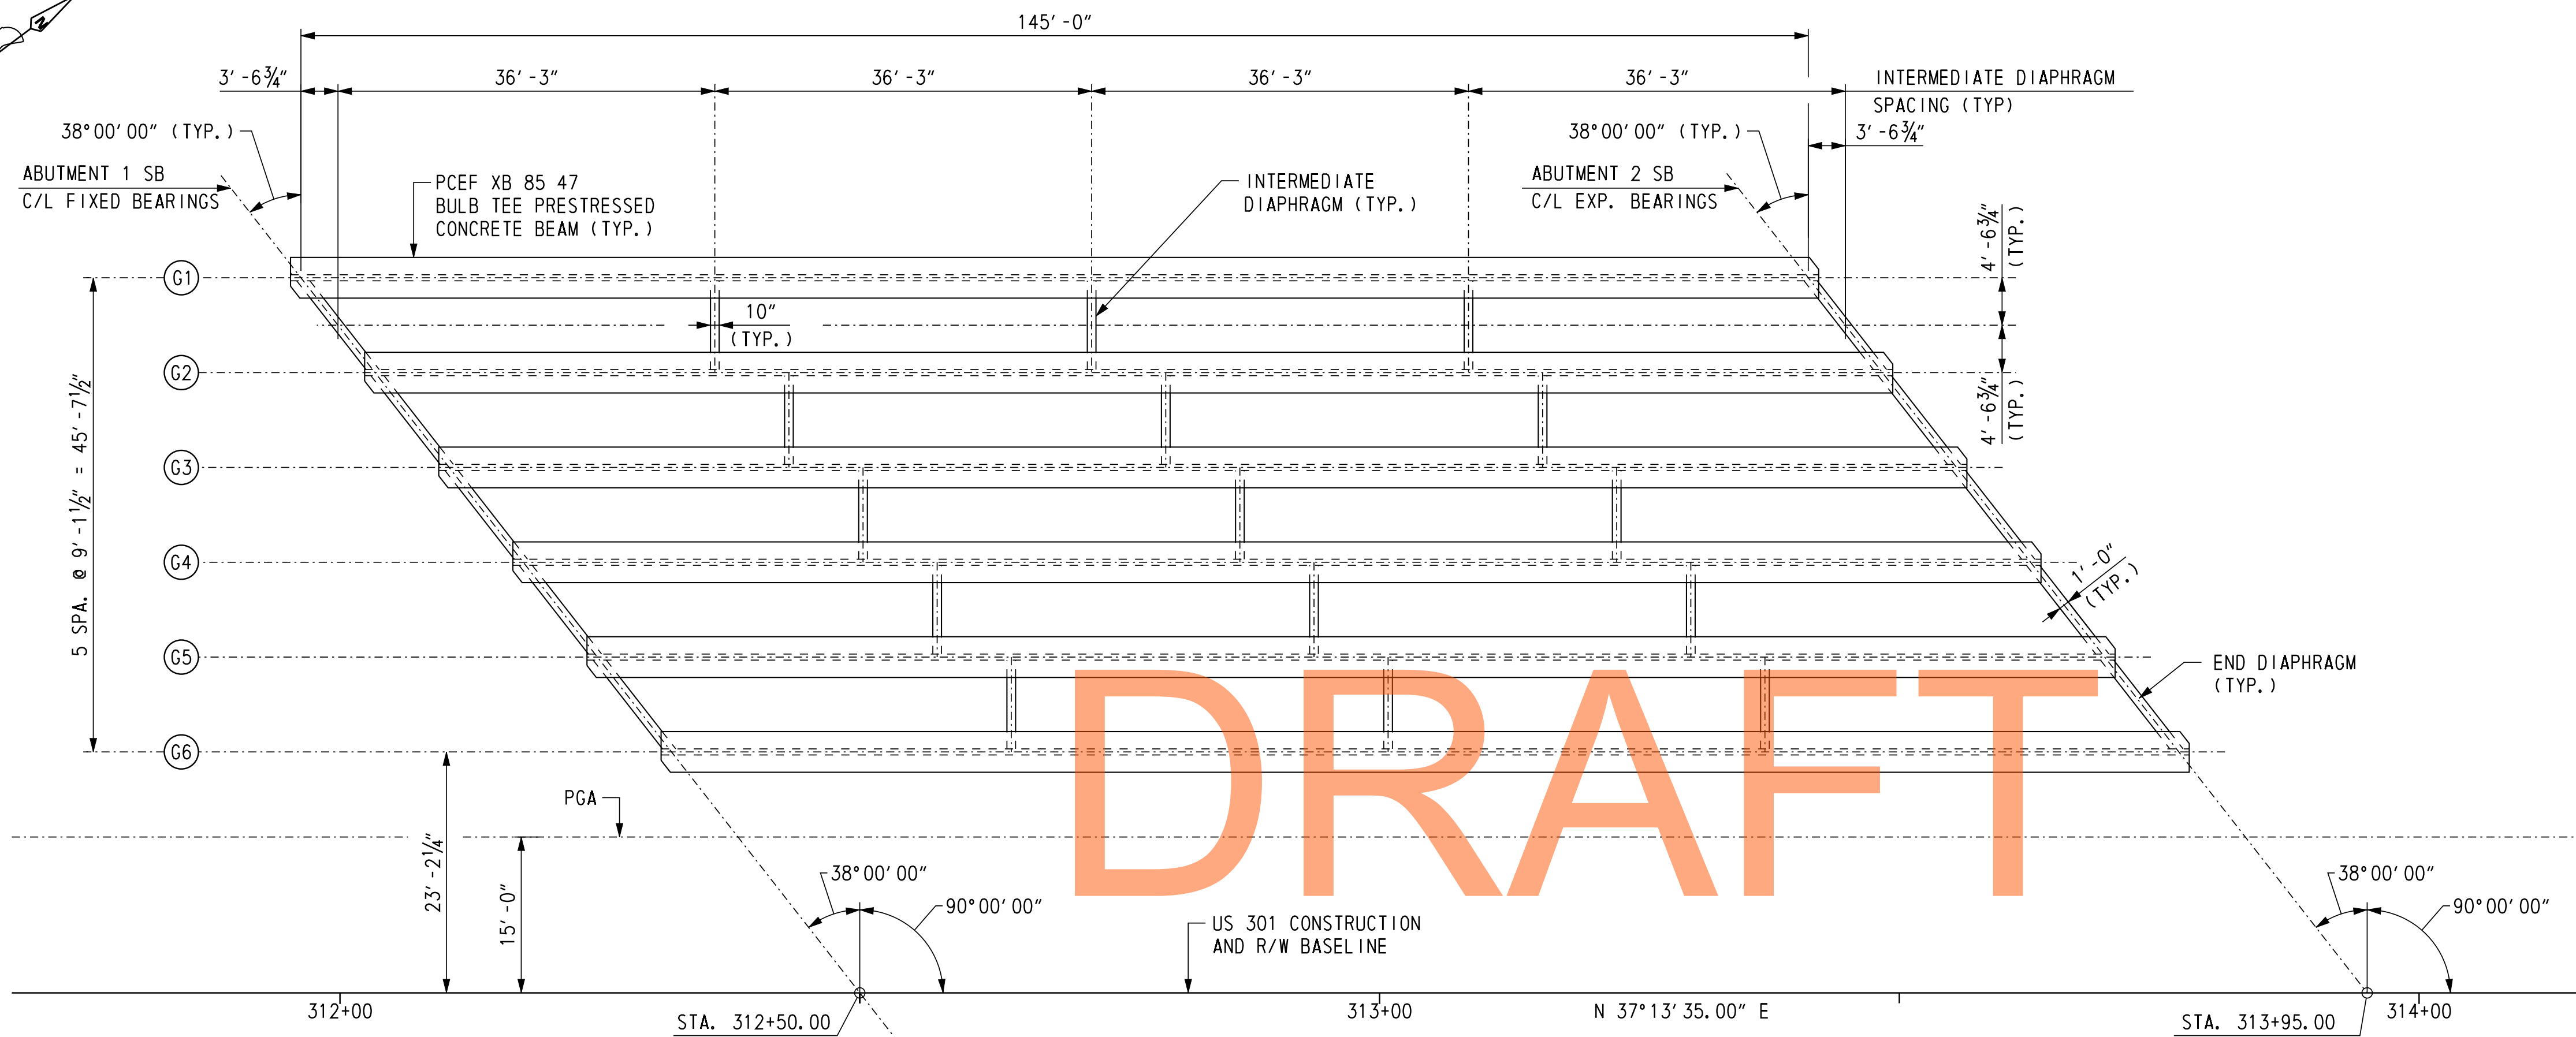 N
145'-0"
3'-6¾" 36'-3" 36'-3" 36'-3" 36'-3" INTERMEDIATE DIAPHRAGM
SPACING (TYP)
3'-6¾"
38°00'00" (TYP.)
38°00'00" (TYP.)
ABUTMENT 1 SB
C/L FIXED BEARINGS
PCEF XB 85 47
BULB TEE PRESTRESSED
CONCRETE BEAM (TYP.)
INTERMEDIATE
DIAPHRAGM (TYP.)
ABUTMENT 2 SB
C/L EXP. BEARINGS
4'-6¾"
(TYP.)
G1
10"
(TYP.)
G2
4'-6¾"
(TYP.)
5 SPA. @ 9'-1½" = 45'-7½"
G3
G4
1'-0"
(TYP.)
G5
END DIAPHRAGM
(TYP.)
G6
DRAFT
PGA
23'-2¼"
15'-0"
38°00'00"
90°00'00"
US 301 CONSTRUCTION
AND R/W BASELINE
38°00'00"
90°00'00"
312+00
STA. 312+50.00
313+00
N 37°13'35.00" E
STA. 313+95.00
314+00